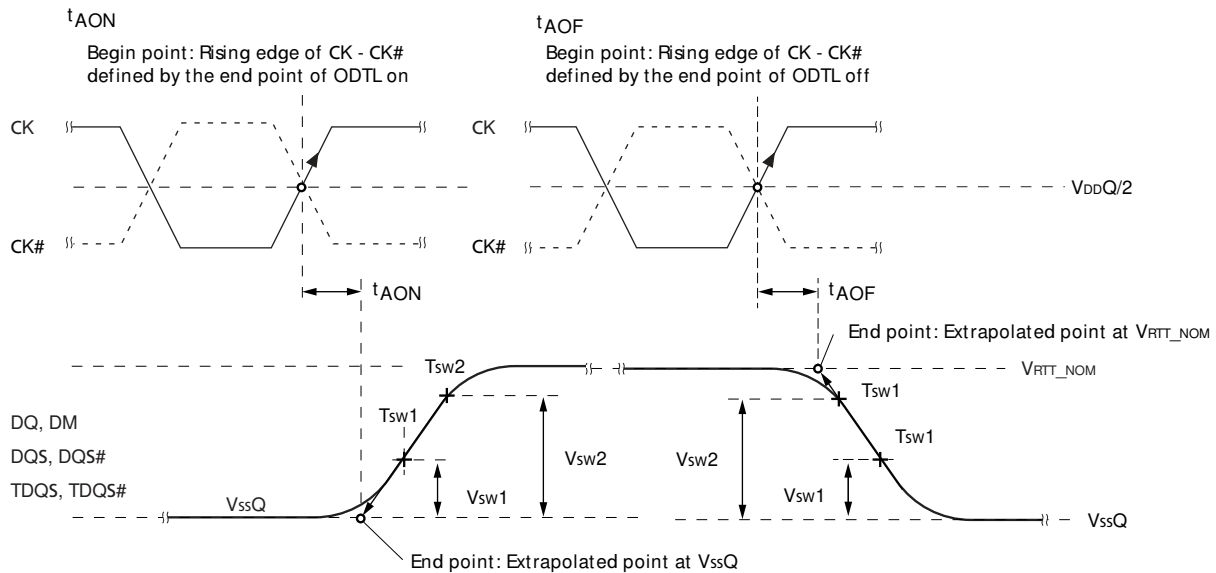 tAON
Begin point: Rising edge of CK - CK#
defined by the end point of ODTL on
tAOF
Begin point: Rising edge of CK - CK#
defined by the end point of ODTL off
CK
CK
VDDQ/2
CK#
CK#
tAON
tAOF
End point: Extrapolated point at VRTT_NOM
TSW2
VRTT_NOM
TSW1
TSW1
DQ, DM
TSW1
DQS, DQS#
VSW2
VSW2
TDQS, TDQS#
VSW1
VSW1
VSSQ
VSSQ
End point: Extrapolated point at VSSQ